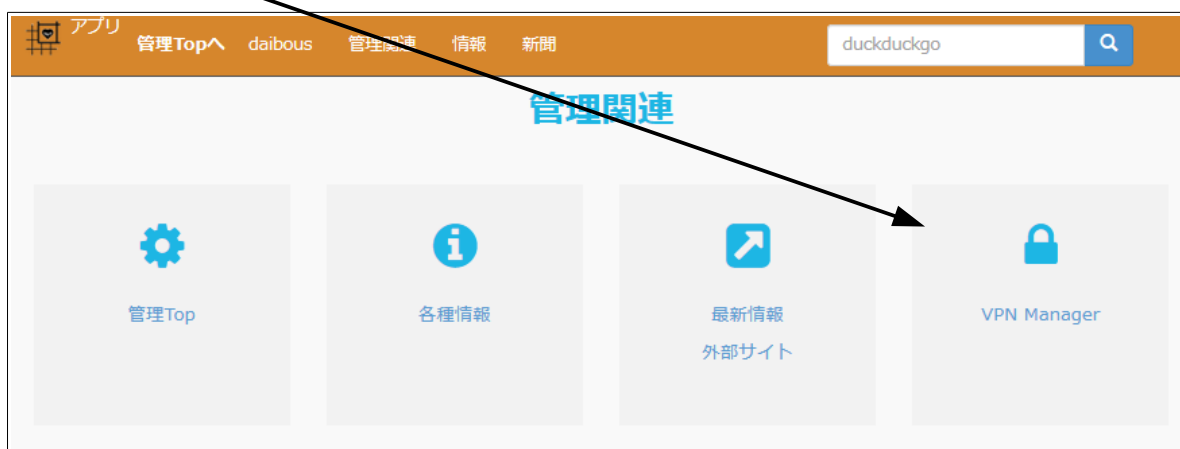 アプリ 管理Topへ daibous 管理関連 情報 新聞 duckduckgo
管理関連
管理Top 各種情報 最新情報 VPN Manager
外部サイト